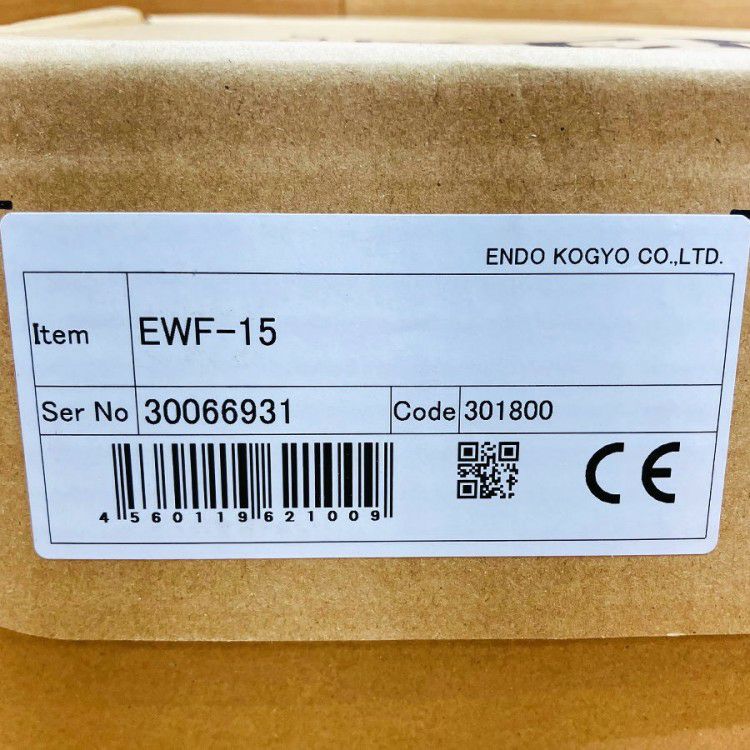 ENDO KOGYO CO.,LTD.
Item EWF-15
Ser No 30066931 Code 301800
4 560119 621009 CE